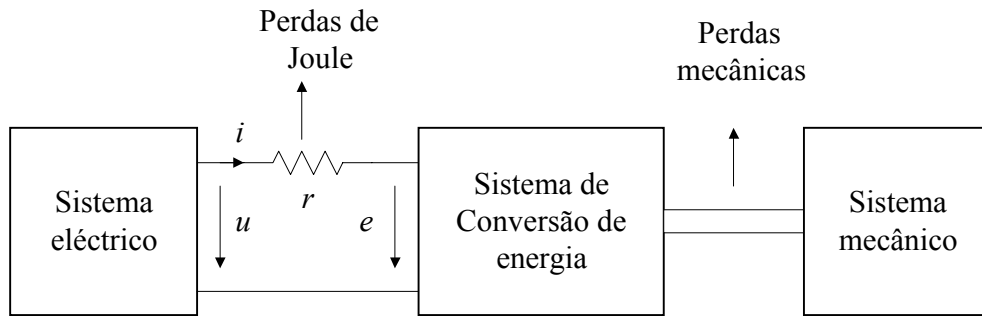 Perdas de
Joule
Perdas
mecânicas
i
r
u
e
Sistema
eléctrico
Sistema de
Conversão de
energia
Sistema
mecânico